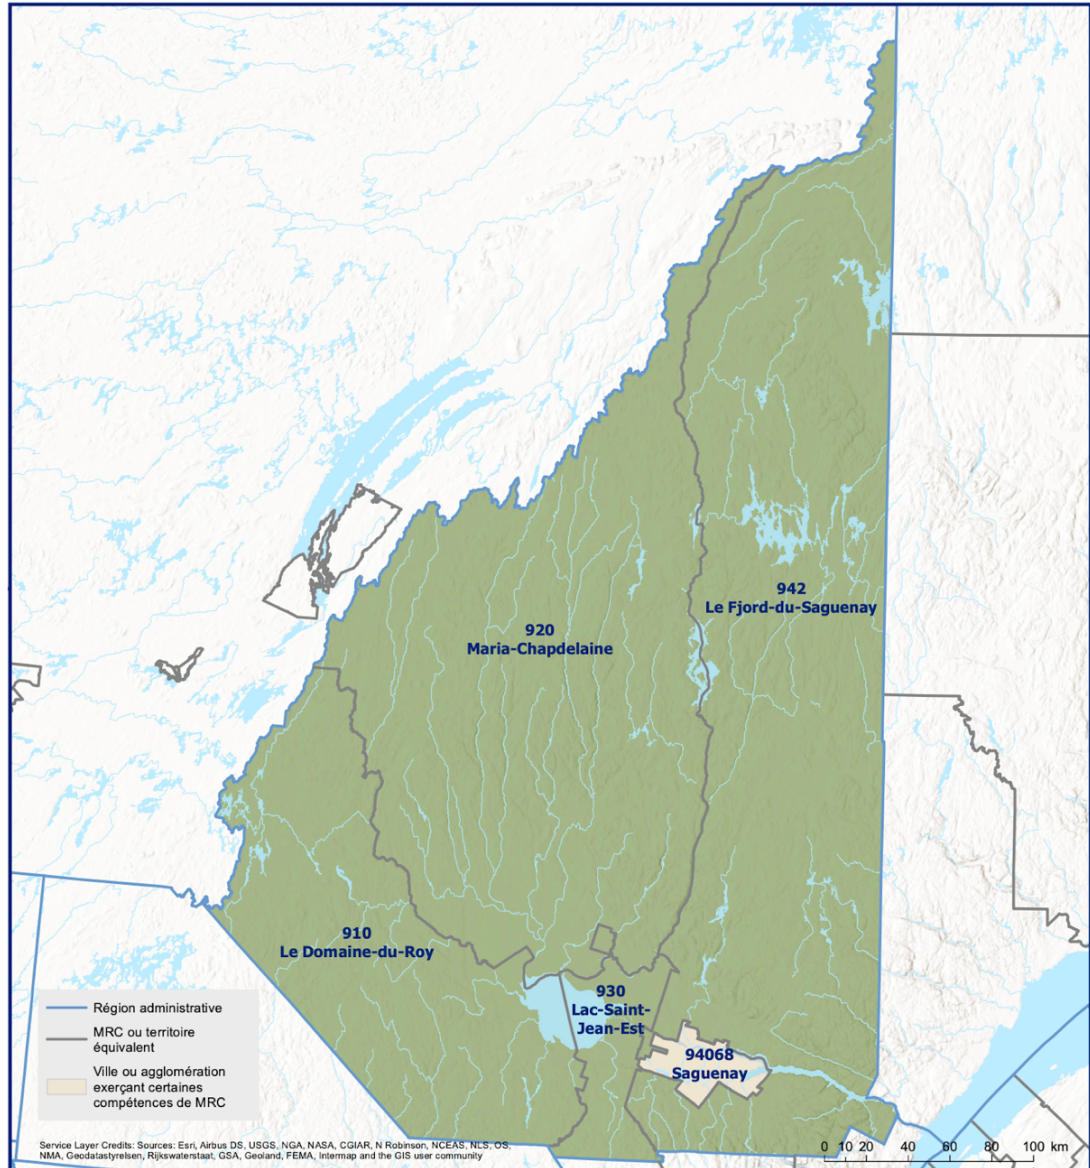 942
Le Fjord-du-Saguenay
920
Maria-Chapdelaine
910
Le Domaine-du-Roy
930
Lac-Saint-
Jean-Est
94068
Saguenay
Région administrative
MRC ou territoire
équivalent
Ville ou agglomération
exerçant certaines
compétences de MRC
Service Layer Credits: Sources: Esri, Airbus DS, USGS, NGA, NASA, CGIAR, N Robinson, NCEAS, NLS, OS,
NMA, Geodatastyrelsen, Rijkswaterstaat, GSA, Geoland, FEMA, Intermap and the GIS user community
0 10 20 40 60 80 100 km